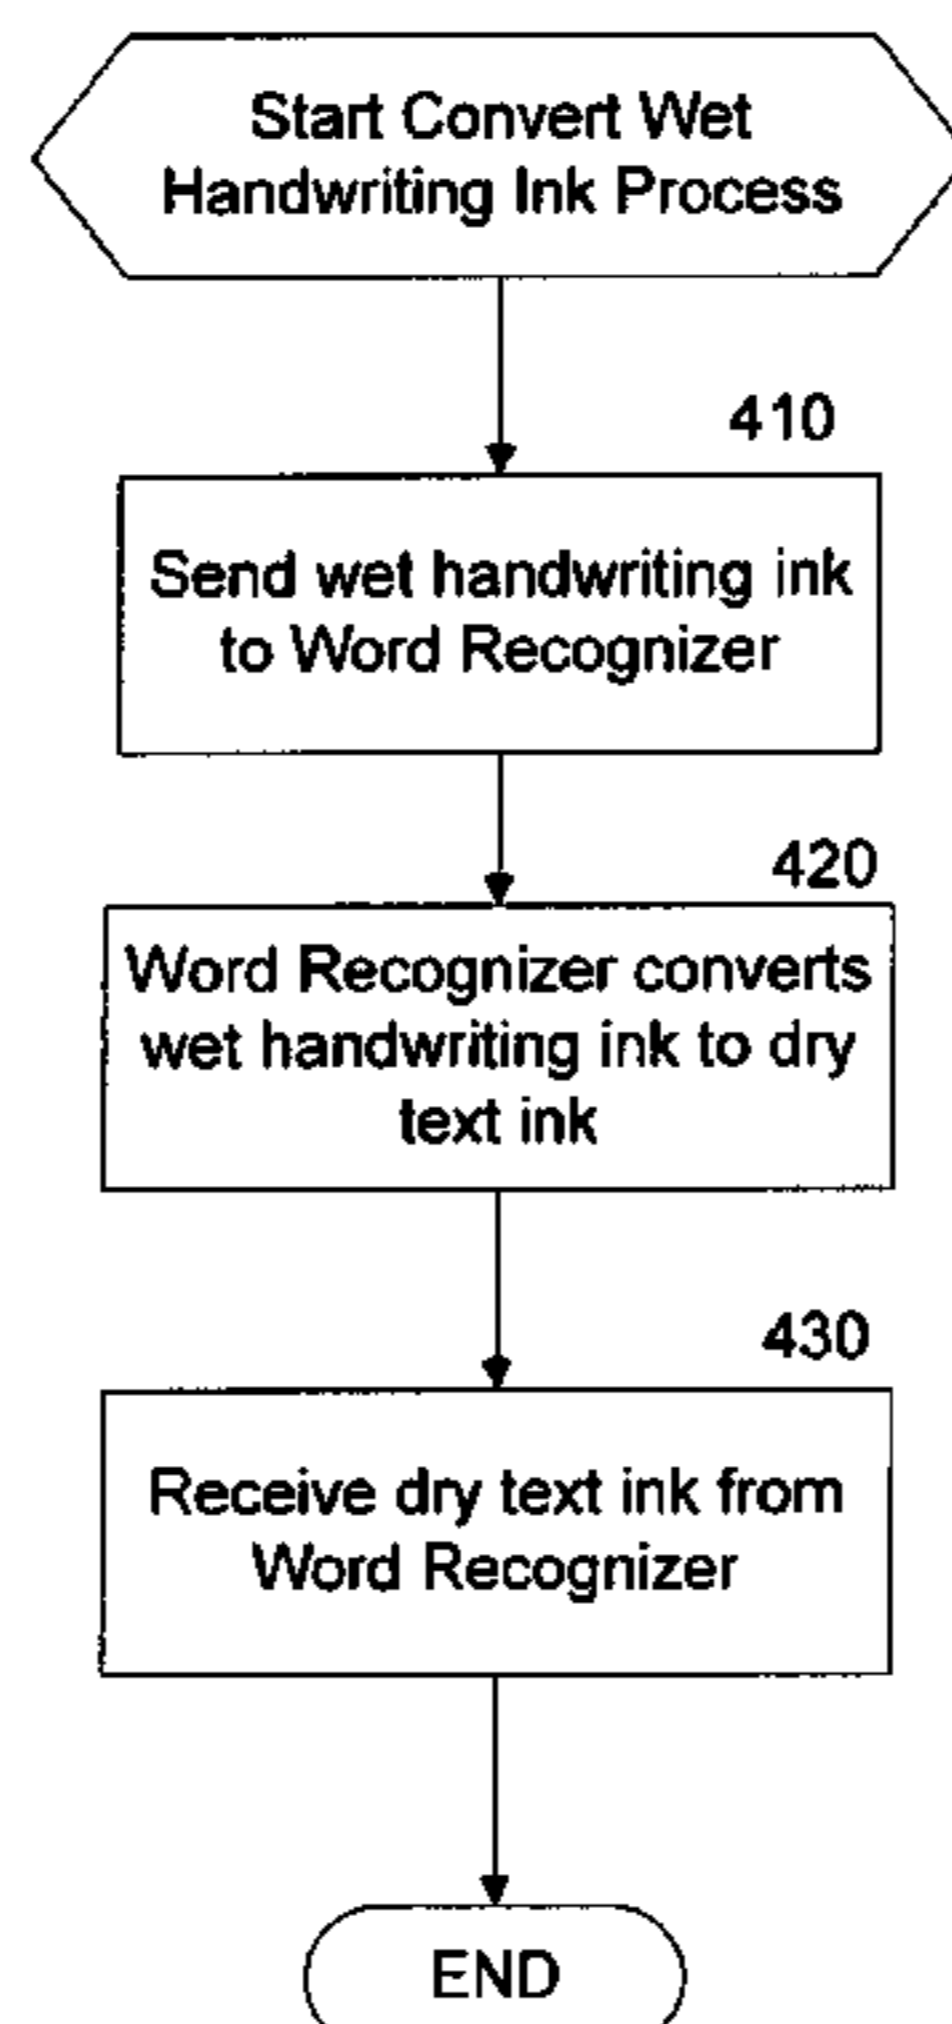 Start Convert Wet
Handwriting Ink Process
410
Send wet handwriting ink
to Word Recognizer
420
Word Recognizer converts
wet handwriting ink to dry
text ink
430
Receive dry text ink from
Word Recognizer
END